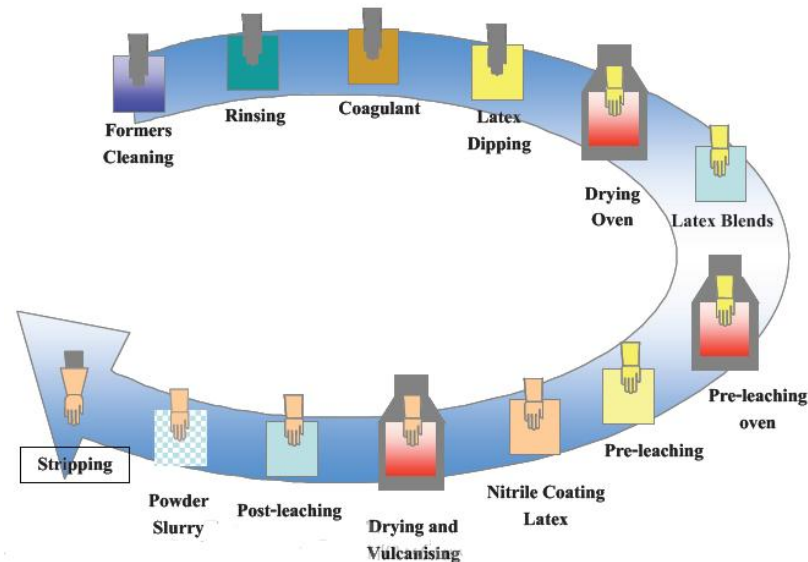 Formers
Cleaning
Rinsing
Coagulant
Latex
Dipping
Drying
Oven
Latex Blends
Pre-leaching
oven
Pre-leaching
Nitrile Coating
Latex
Drying and
Vulcanising
Post-leaching
Powder
Slurry
Stripping